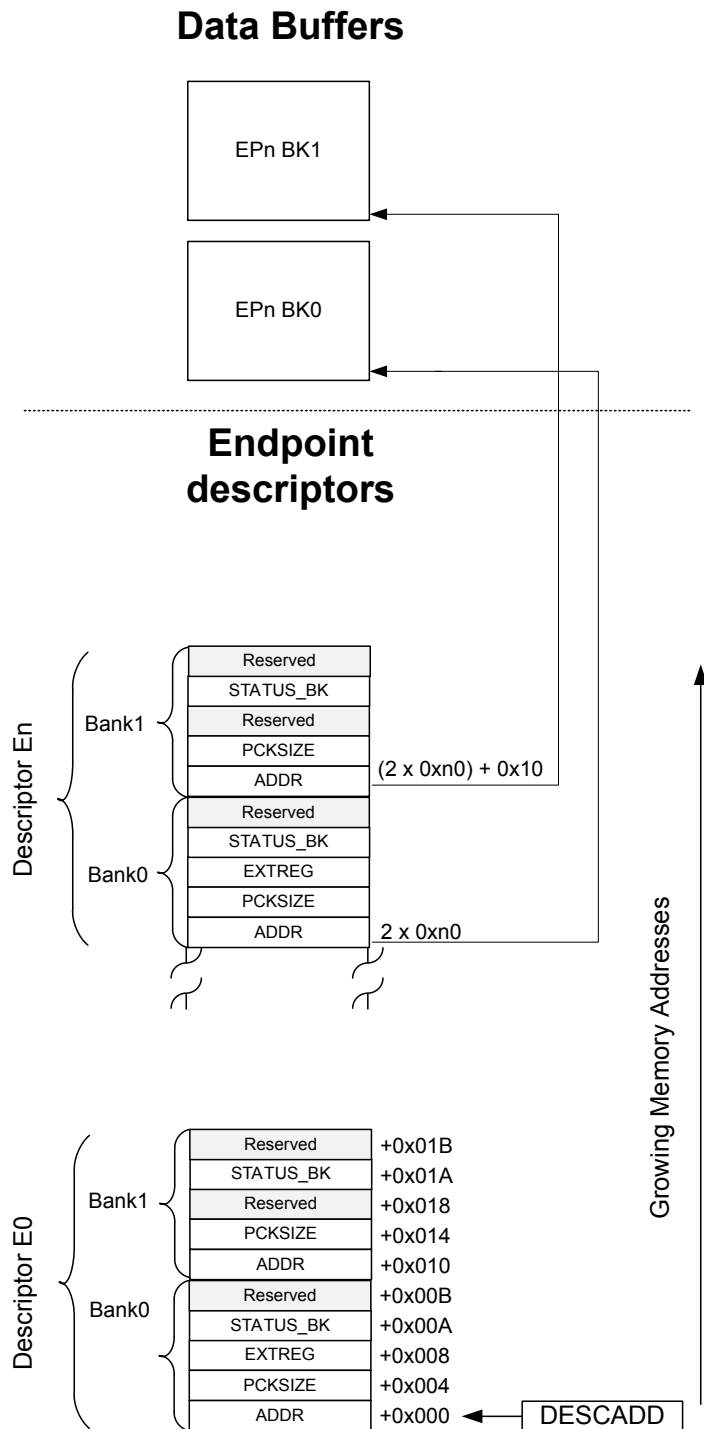 Data Buffers
EPn BK1
EPn BK0
Endpoint
descriptors
Descriptor En
Bank1
Reserved
STATUS_BK
Reserved
PCKSIZE
ADDR (2 x 0xn0) + 0x10
Bank0
Reserved
STATUS_BK
EXTREG
PCKSIZE
ADDR 2 x 0xn0
Growing Memory Addresses
Descriptor E0
Bank1
Reserved +0x01B
STATUS_BK +0x01A
Reserved +0x018
PCKSIZE +0x014
ADDR +0x010
Bank0
Reserved +0x00B
STATUS_BK +0x00A
EXTREG +0x008
PCKSIZE +0x004
ADDR +0x000 DESCADD